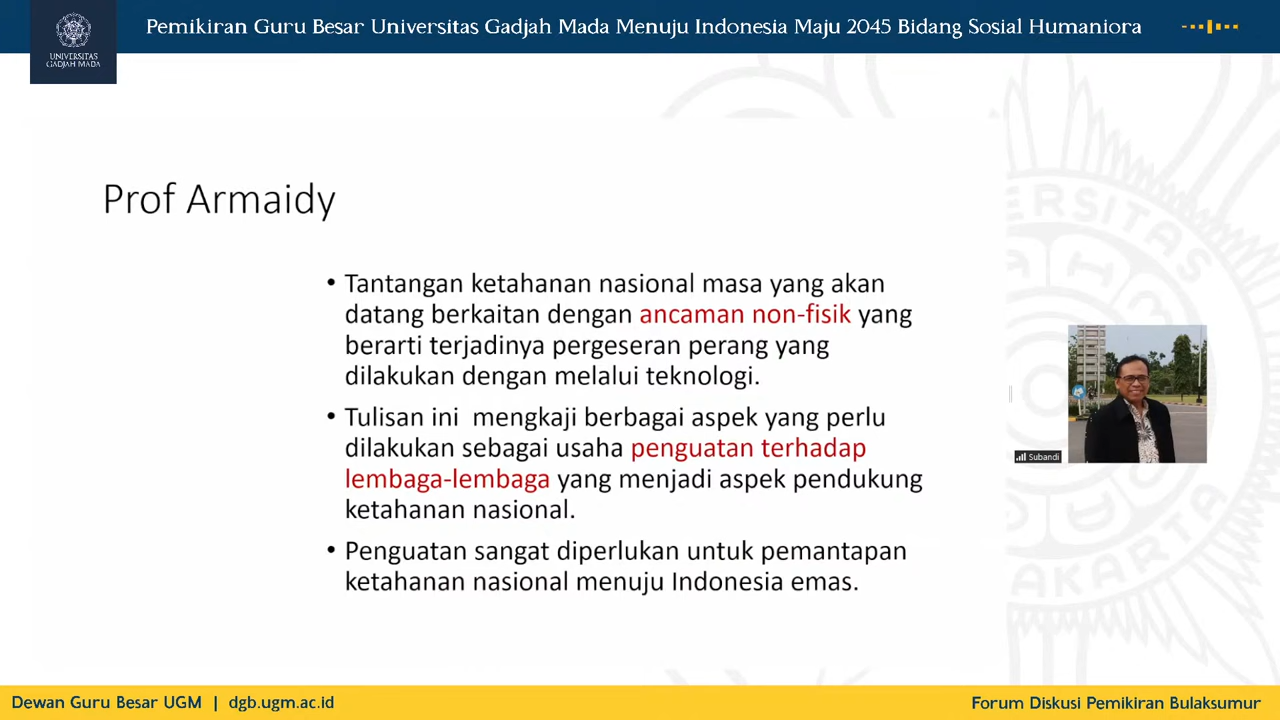 Pemikiran Guru Besar Universitas Gadjah Mada Menuju Indonesia Maju 2045 Bidang Sosial Humaniora
UNIVERSITAS
GADJAH MADA
Prof Armaidy
• Tantangan ketahanan nasional masa yang akan
datang berkaitan dengan ancaman non-fisik yang
berarti terjadinya pergeseran perang yang
dilakukan dengan melalui teknologi.
• Tulisan ini mengkaji berbagai aspek yang perlu
dilakukan sebagai usaha penguatan terhadap
lembaga-lembaga yang menjadi aspek pendukung
ketahanan nasional.
• Penguatan sangat diperlukan untuk pemantapan
ketahanan nasional menuju Indonesia emas.
Subandi
Dewan Guru Besar UGM | dgb.ugm.ac.id
Forum Diskusi Pemikiran Bulaksumur